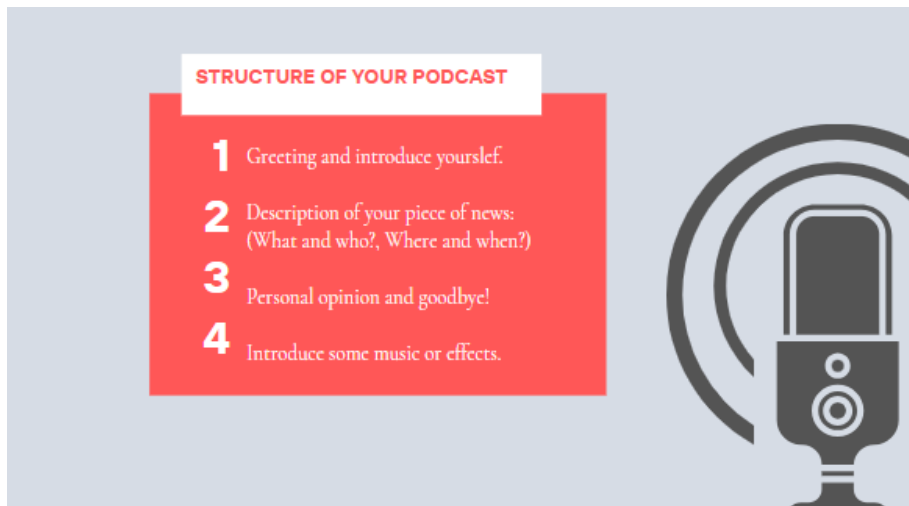 STRUCTURE OF YOUR PODCAST
1 Greeting and introduce yourslef.
2 Description of your piece of news:
(What and who?, Where and when?)
3 Personal opinion and goodbye!
4 Introduce some music or effects.